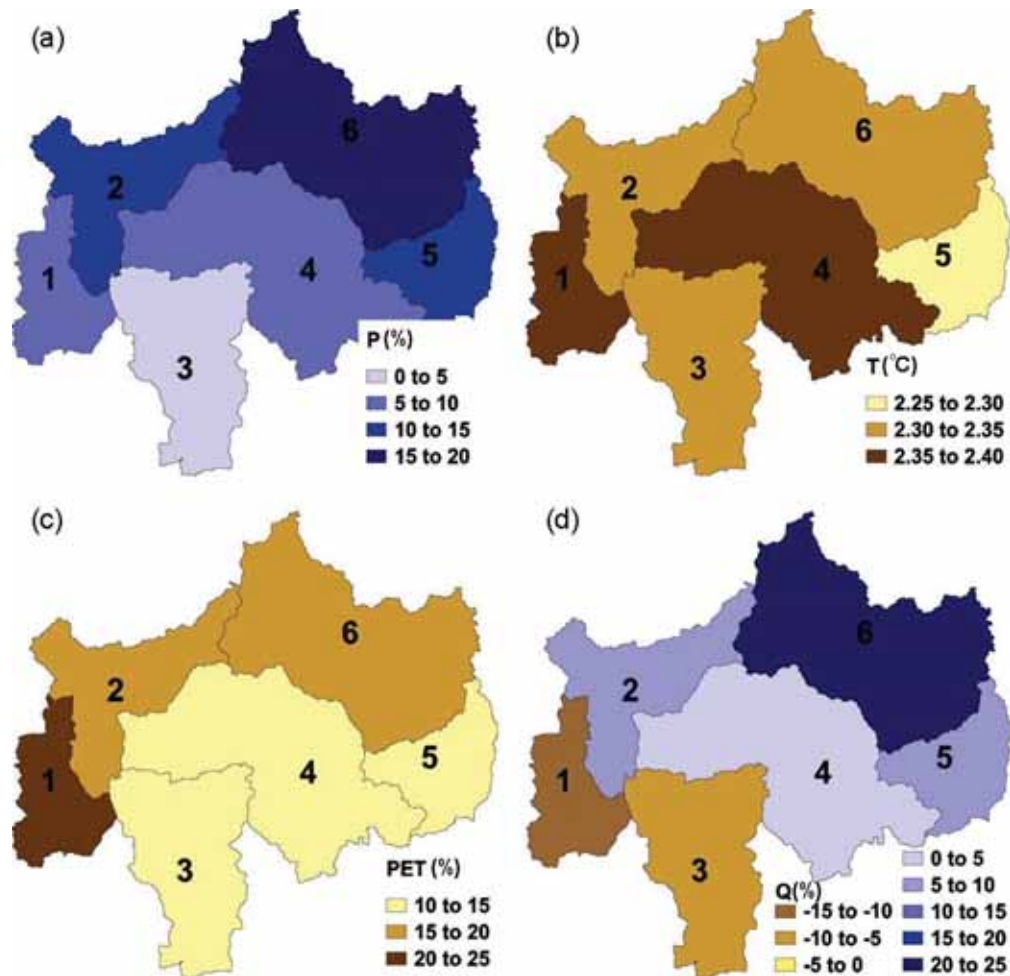 (a)
1
2
3
4
5
6
P (%)
0 to 5
5 to 10
10 to 15
15 to 20
(b)
1
2
3
4
5
6
T (°C)
2.25 to 2.30
2.30 to 2.35
2.35 to 2.40
(c)
1
2
3
4
5
6
PET (%)
10 to 15
15 to 20
20 to 25
(d)
1
2
3
4
5
6
Q(%)
-15 to -10
-10 to -5
-5 to 0
0 to 5
5 to 10
10 to 15
15 to 20
20 to 25